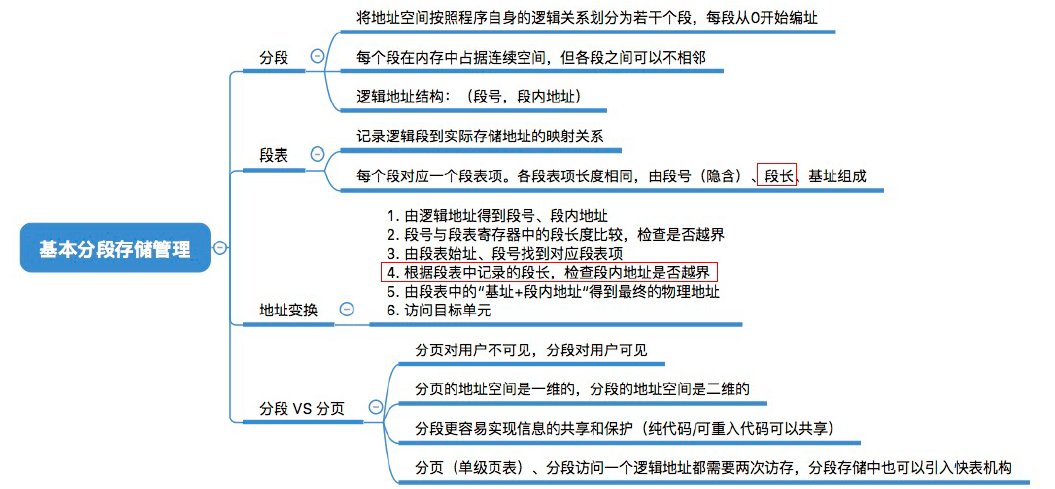 基本分段存储管理
分段
将地址空间按照程序自身的逻辑关系划分为若干个段，每段从0开始编址
每个段在内存中占据连续空间，但各段之间可以不相邻
逻辑地址结构：（段号，段内地址）
段表
记录逻辑段到实际存储地址的映射关系
每个段对应一个段表项。各段表项长度相同，由段号（隐含）、段长、基址组成
地址变换
1. 由逻辑地址得到段号、段内地址
2. 段号与段表寄存器中的段长度比较，检查是否越界
3. 由段表始址、段号找到对应段表项
4. 根据段表中记录的段长，检查段内地址是否越界
5. 由段表中的“基址+段内地址”得到最终的物理地址
6. 访问目标单元
分段 VS 分页
分页对用户不可见，分段对用户可见
分页的地址空间是一维的，分段的地址空间是二维的
分段更容易实现信息的共享和保护（纯代码/可重入代码可以共享）
分页（单级页表）、分段访问一个逻辑地址都需要两次访存，分段存储中也可以引入快表机构